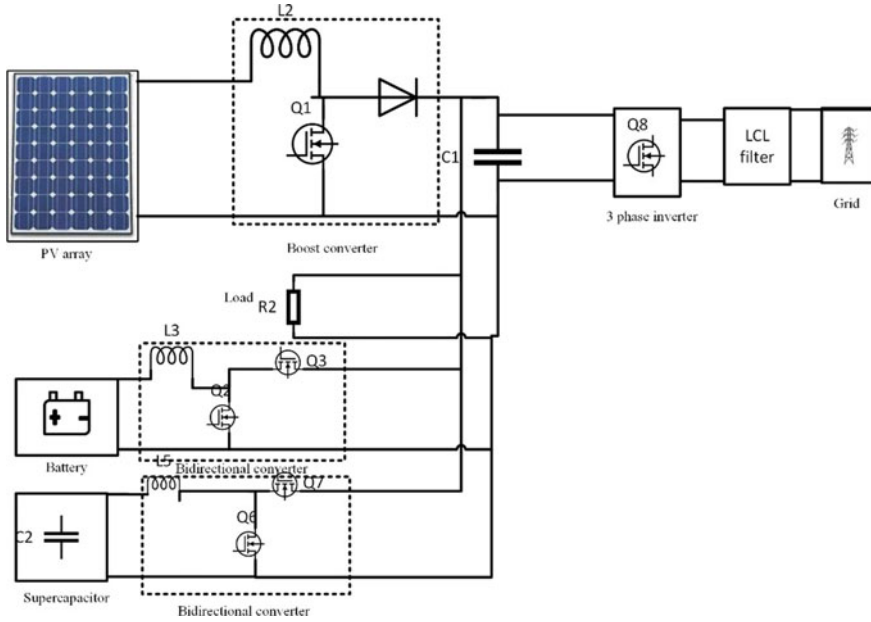 L2
Q1
C1
Q8
LCL
filter
3 phase inverter
Grid
PV array
Boost converter
Load
R2
L3
Q3
Q2
Battery
Bidirectional converter
L5
Q7
C2
Q6
Supercapacitor
Bidirectional converter